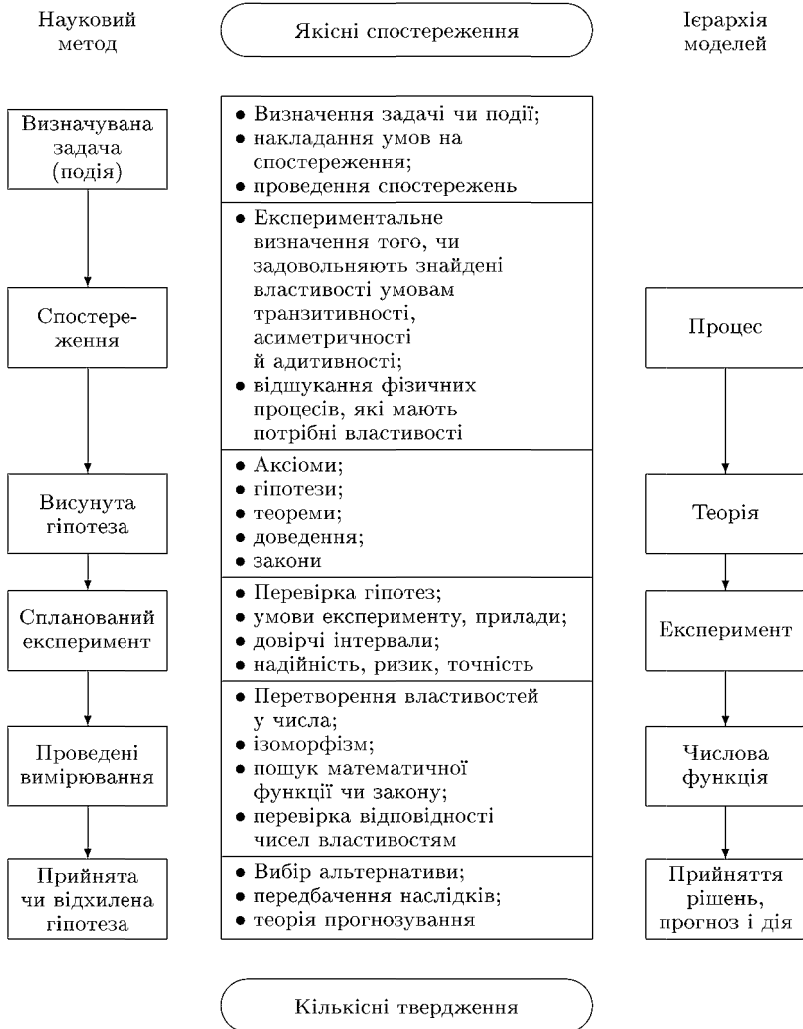 Науковий
метод
Якісні спостереження
Ієрархія
моделей
Визначувана
задача
(подія)
• Визначення задачі чи події;
• накладання умов на
спостереження;
• проведення спостережень
Спостере-
ження
• Експериментальне
визначення того, чи
задовольняють знайдені
властивості умовам
транзитивності,
асиметричності
й адитивності;
• відшукання фізичних
процесів, які мають
потрібні властивості
Процес
Висунута
гіпотеза
• Аксіоми;
• гіпотези;
• теореми;
• доведення;
• закони
Теорія
Спланований
експеримент
• Перевірка гіпотез;
• умови експерименту, прилади;
• довірчі інтервали;
• надійність, ризик, точність
Експеримент
Проведені
вимірювання
• Перетворення властивостей
у числа;
• ізоморфізм;
• пошук математичної
функції чи закону;
• перевірка відповідності
чисел властивостям
Числова
функція
Прийнята
чи відхилена
гіпотеза
• Вибір альтернативи;
• передбачення наслідків;
• теорія прогнозування
Прийняття
рішень,
прогноз і дія
Кількісні твердження